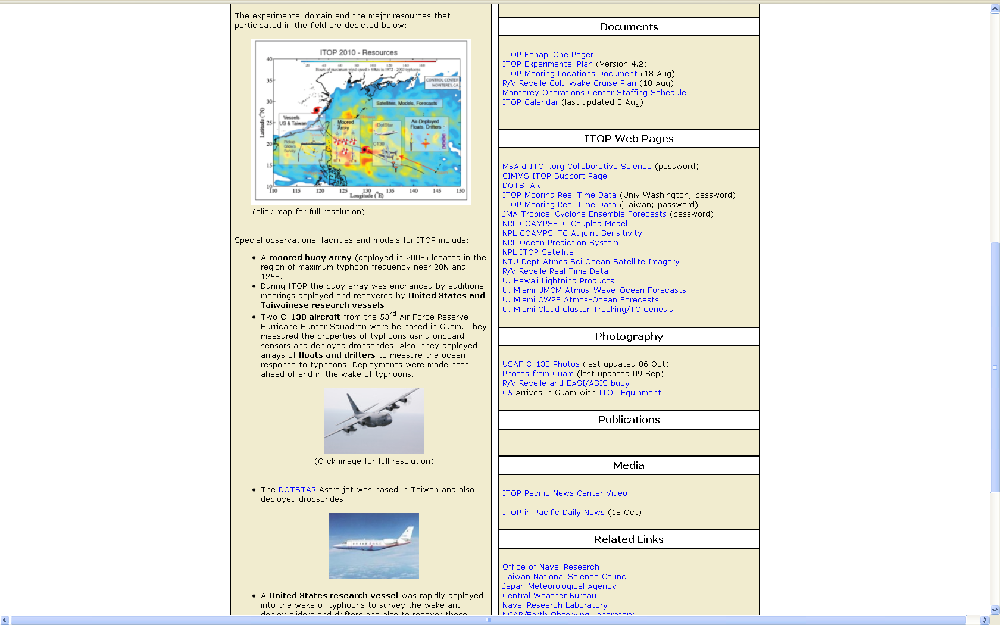 The experimental domain and the major resources that
participated in the field are depicted below:
ITOP 2010 - Resources
20 40 60 80 100 120 140 160
Hours of maximum wind speed > 60kts in 1972 - 2005 typhoons
CONTROL CENTER
MONTEREY, CA
Satellites, Models, Forecasts
Vessels
US & Taiwan
Moored
Array
DotStar
Air-Deployed
Floats, Drifters
Pickup
Gliders
Survey
C130
40
35
30
25
20
15
10
Latitude (°N)
110 115 120 125 130 135 140 145 150
Longitude (°E)
(click map for full resolution)
Special observational facilities and models for ITOP include:
• A moored buoy array (deployed in 2008) located in the
region of maximum typhoon frequency near 20N and
125E.
• During ITOP the buoy array was enchanced by additional
moorings deployed and recovered by United States and
Taiwainese research vessels.
• Two C-130 aircraft from the 53rd Air Force Reserve
Hurricane Hunter Squadron were be based in Guam. They
measured the properties of typhoons using onboard
sensors and deployed dropsondes. Also, they deployed
arrays of floats and drifters to measure the ocean
response to typhoons. Deployments were made both
ahead of and in the wake of typhoons.
(Click image for full resolution)
• The DOTSTAR Astra jet was based in Taiwan and also
deployed dropsondes.
• A United States research vessel was rapidly deployed
into the wake of typhoons to survey the wake and
deploy gliders and drifters and also to recover these
Documents
ITOP Fanapi One Pager
ITOP Experimental Plan (Version 4.2)
ITOP Mooring Locations Document (18 Aug)
R/V Revelle Cold Wake Cruise Plan (10 Aug)
Monterey Operations Center Staffing Schedule
ITOP Calendar (last updated 3 Aug)
ITOP Web Pages
MBARI ITOP.org Collaborative Science (password)
CIMMS ITOP Support Page
DOTSTAR
ITOP Mooring Real Time Data (Univ Washington; password)
ITOP Mooring Real Time Data (Taiwan; password)
JMA Tropical Cyclone Ensemble Forecasts (password)
NRL COAMPS-TC Coupled Model
NRL COAMPS-TC Adjoint Sensitivity
NRL Ocean Prediction System
NRL ITOP Satellite
NTU Dept Atmos Sci Ocean Satellite Imagery
R/V Revelle Real Time Data
U. Hawaii Lightning Products
U. Miami UMCM Atmos-Wave-Ocean Forecasts
U. Miami CWRF Atmos-Ocean Forecasts
U. Miami Cloud Cluster Tracking/TC Genesis
Photography
USAF C-130 Photos (last updated 06 Oct)
Photos from Guam (last updated 09 Sep)
R/V Revelle and EASI/ASIS buoy
C5 Arrives in Guam with ITOP Equipment
Publications
Media
ITOP Pacific News Center Video
ITOP in Pacific Daily News (18 Oct)
Related Links
Office of Naval Research
Taiwan National Science Council
Japan Meteorological Agency
Central Weather Bureau
Naval Research Laboratory
NCAR/Earth Observing Laboratory